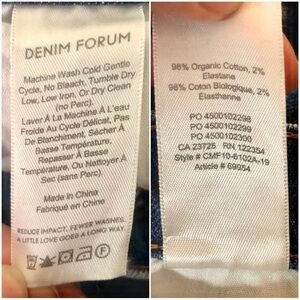 DENIM FORUM
Machine Wash Cold Gentle
Cycle, No Bleach, Tumble Dry
Low, Low Iron, Or Dry Clean
(no Perc).
Laver À La Machine À L'eau
Froide Au Cycle Délicat, Pas
De Blanchiment, Sécher À
Basse Température,
Repasser À Basse
Température, Ou Nettoyer À
Sec (sans Perc).
Made in China
Fabriqué en Chine
REDUCE IMPACT. FEWER WASHES.
A LITTLE LOVE GOES A LONG WAY.
98% Organic Cotton, 2%
Elastane
98% Coton Biologique, 2%
Élasthanne
PO 4500102298
PO 4500102299
PO 4500102300
CA 23725 RN 122354
Style # CMF10-6102A-19
Article # 69954